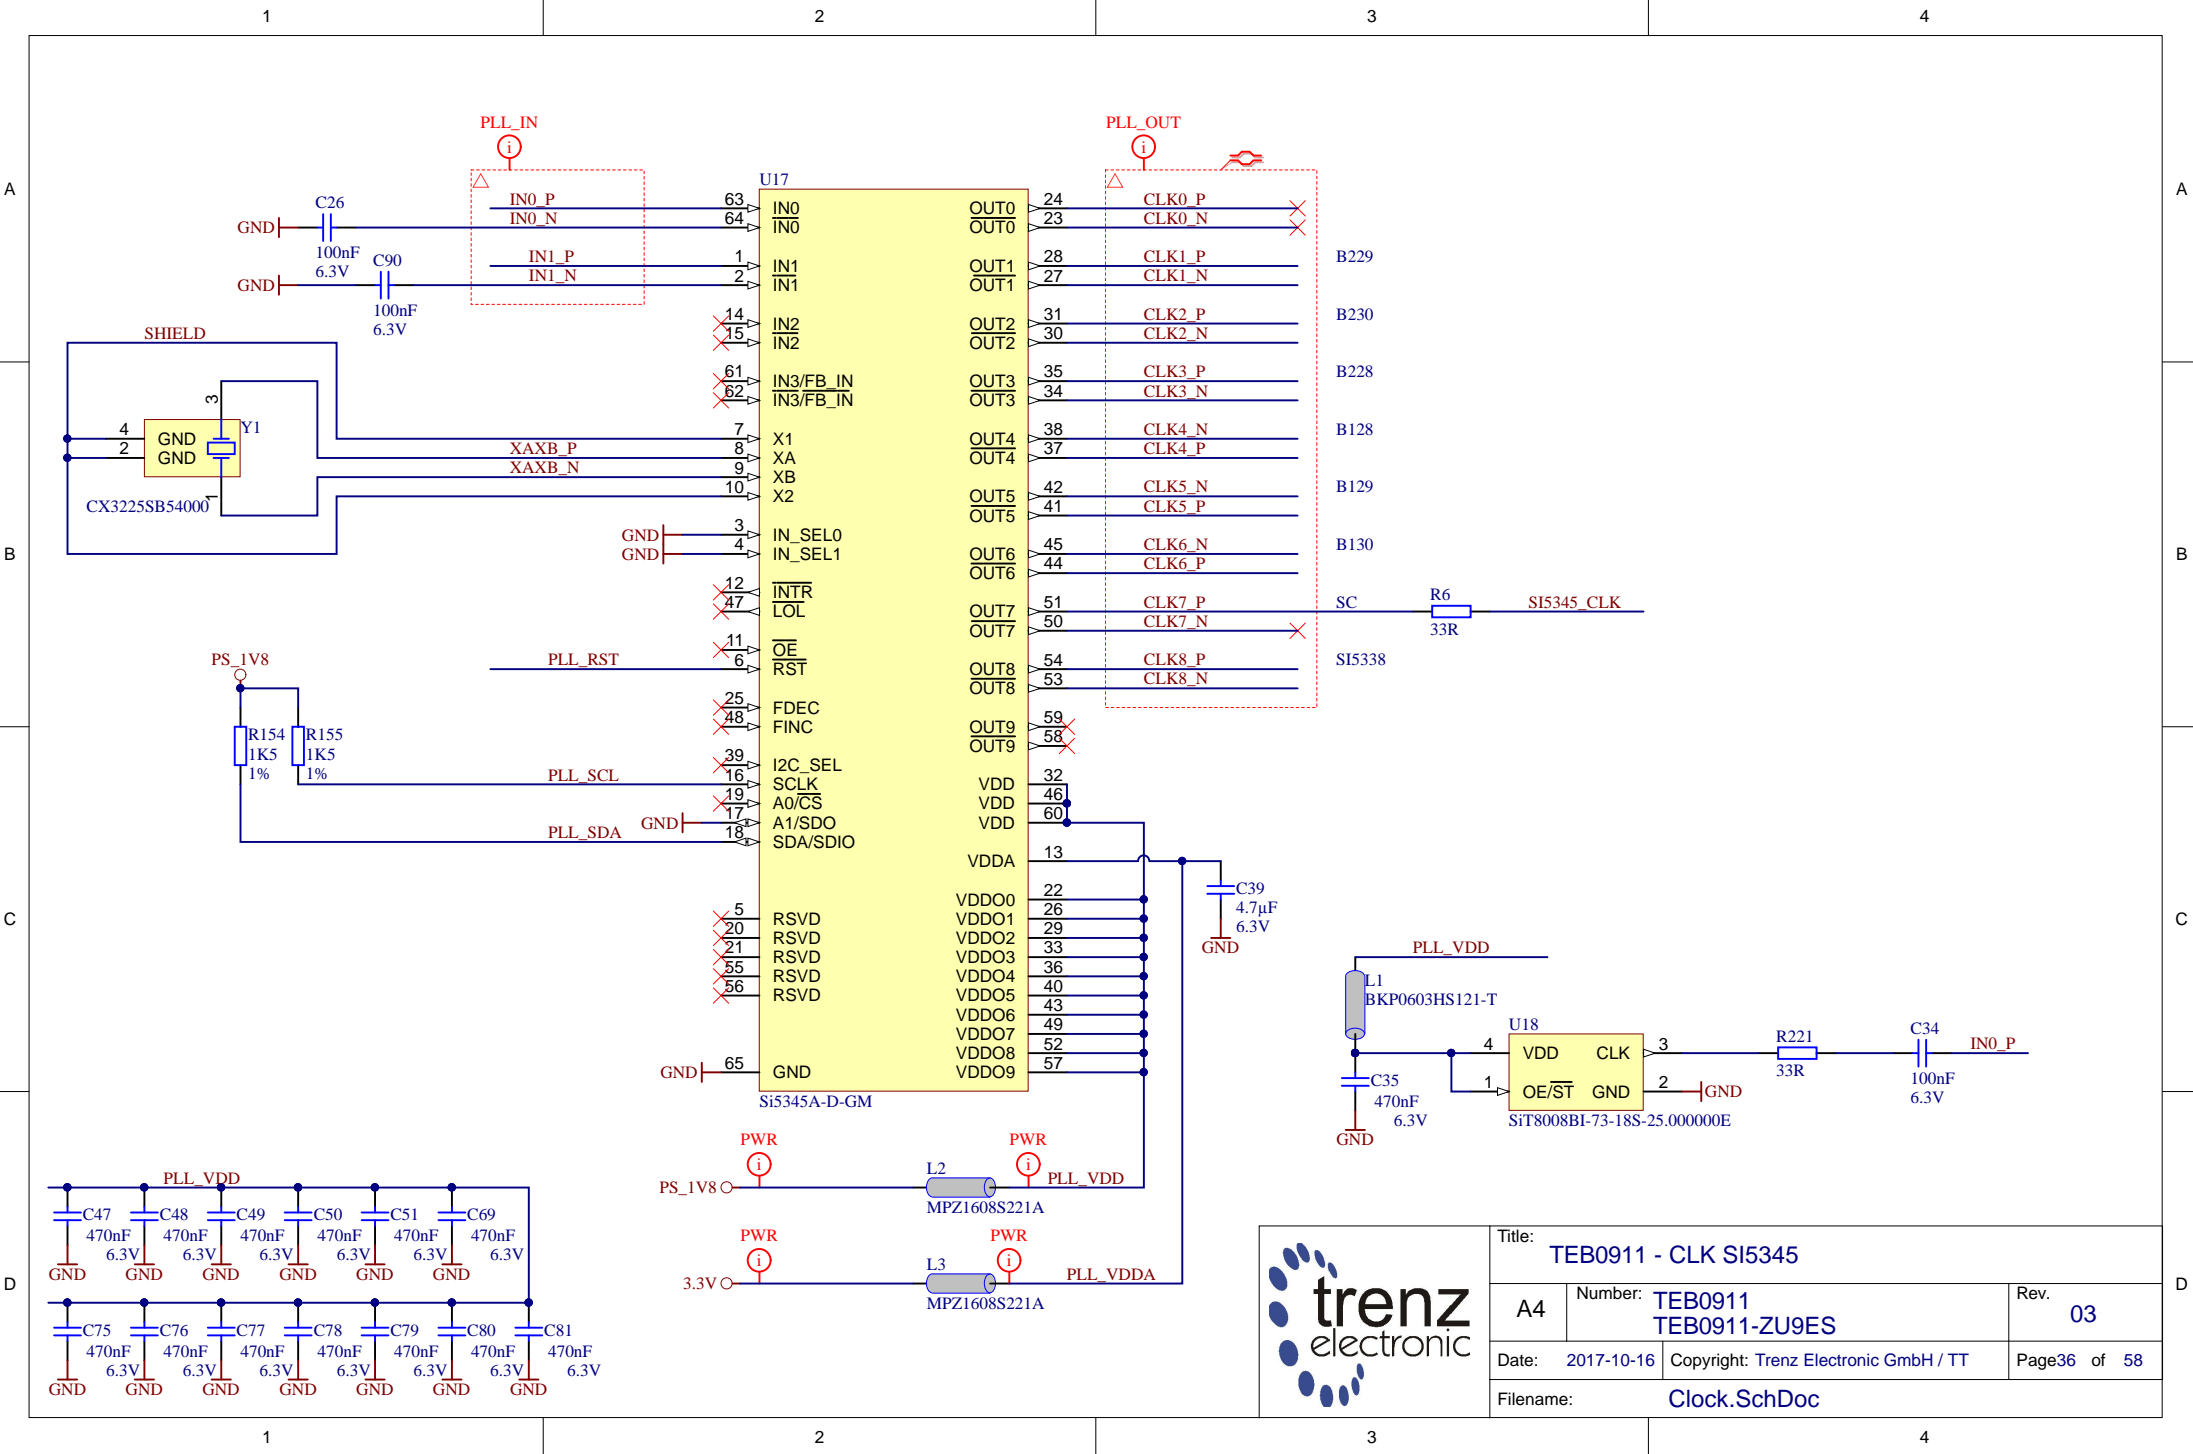 1 2 3 4
A A
B B
C C
D D
PLL_IN
i
IN0_P
IN0_N
IN1_P
IN1_N
C26
100nF
6.3V
GND
C90
100nF
6.3V
GND
SHIELD
4 GND
2 GND
3
1
Y1
CX3225SB54000
XAXB_P
XAXB_N
GND
GND
PLL_RST
PS_1V8
R154
1K5
1%
R155
1K5
1%
PLL_SCL
PLL_SDA
GND
GND
U17
63 IN0
64 IN0
1 IN1
2 IN1
14 IN2
15 IN2
61 IN3/FB_IN
62 IN3/FB_IN
7 X1
8 XA
9 XB
10 X2
3 IN_SEL0
4 IN_SEL1
12 INTR
47 LOL
11 OE
6 RST
25 FDEC
48 FINC
39 I2C_SEL
16 SCLK
19 A0/CS
17 A1/SDO
18 SDA/SDIO
5 RSVD
20 RSVD
21 RSVD
55 RSVD
56 RSVD
65 GND
Si5345A-D-GM
PLL_OUT
i
OUT0 24 CLK0_P
OUT0 23 CLK0_N
OUT1 28 CLK1_P B229
OUT1 27 CLK1_N
OUT2 31 CLK2_P B230
OUT2 30 CLK2_N
OUT3 35 CLK3_P B228
OUT3 34 CLK3_N
OUT4 38 CLK4_N B128
OUT4 37 CLK4_P
OUT5 42 CLK5_N B129
OUT5 41 CLK5_P
OUT6 45 CLK6_N B130
OUT6 44 CLK6_P
OUT7 51 CLK7_P SC R6 33R SI5345_CLK
OUT7 50 CLK7_N
OUT8 54 CLK8_P SI5338
OUT8 53 CLK8_N
OUT9 59
OUT9 58
VDD 32
VDD 46
VDD 60
VDDA 13
VDDO0 22
VDDO1 26
VDDO2 29
VDDO3 33
VDDO4 36
VDDO5 40
VDDO6 43
VDDO7 49
VDDO8 52
VDDO9 57
C39
4.7µF
6.3V
GND
PLL_VDD
L1
BKP0603HS121-T
C35
470nF
6.3V
GND
U18
4 VDD CLK 3
1 OE/ST GND 2
SiT8008BI-73-18S-25.000000E
GND
R221
33R
C34
100nF
6.3V
IN0_P
PWR
i
PWR
i
PS_1V8
L2
MPZ1608S221A
PLL_VDD
PWR
i
PWR
i
3.3V
L3
MPZ1608S221A
PLL_VDDA
PLL_VDD
C47 C48 C49 C50 C51 C69
470nF 470nF 470nF 470nF 470nF 470nF
6.3V 6.3V 6.3V 6.3V 6.3V 6.3V
GND GND GND GND GND GND
C75 C76 C77 C78 C79 C80 C81
470nF 470nF 470nF 470nF 470nF 470nF 470nF
6.3V 6.3V 6.3V 6.3V 6.3V 6.3V 6.3V
GND GND GND GND GND GND GND
trenz
electronic
Title:
TEB0911 - CLK SI5345
A4
Number: TEB0911
TEB0911-ZU9ES
Rev.
03
Date: 2017-10-16
Copyright: Trenz Electronic GmbH / TT
Page36 of 58
Filename: Clock.SchDoc
1 2 3 4